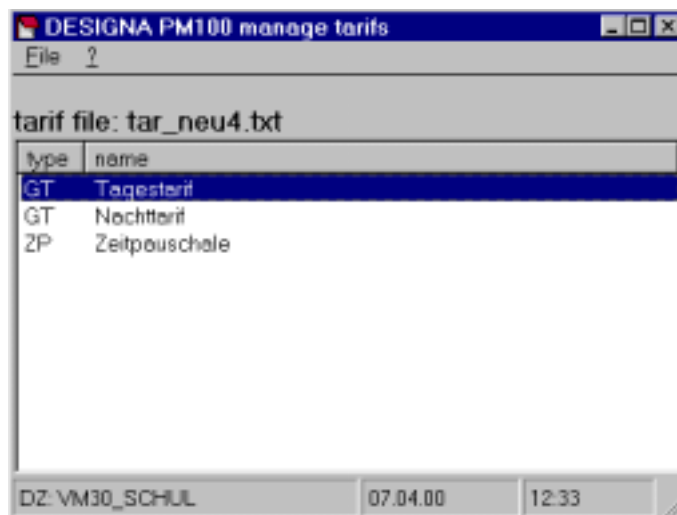 DESIGNA PM100 manage tarifs
File ?
tarif file: tar_neu4.txt
type name
GT Tagestarif
GT Nachttarif
ZP Zeitpauschale
DZ: VM30_SCHUL 07.04.00 12:33